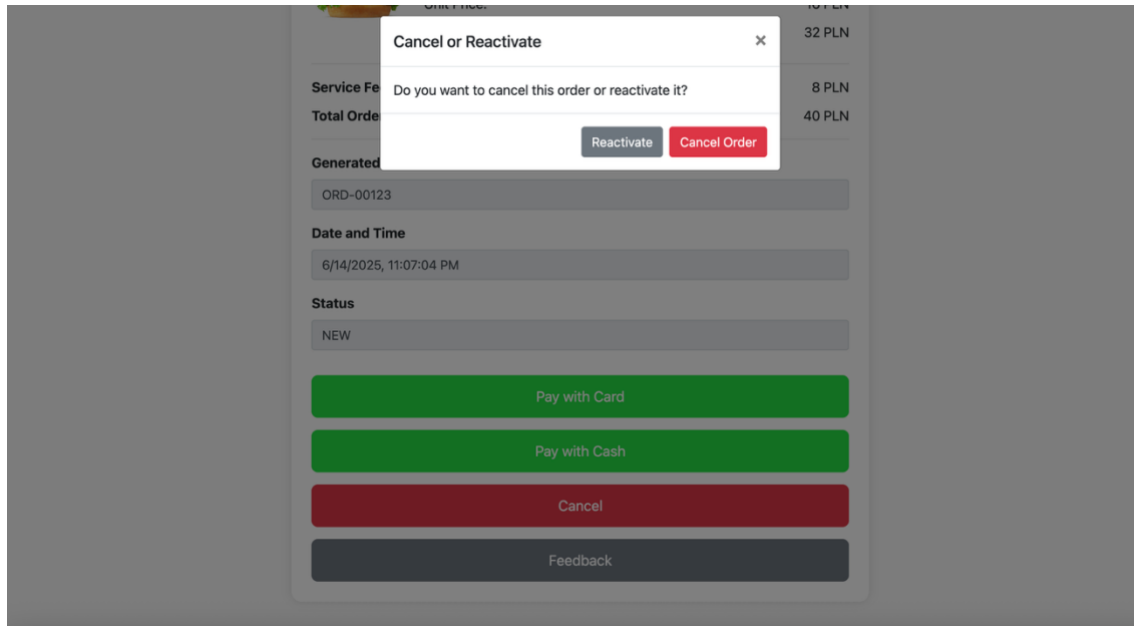 Unit Price:
Cancel or Reactivate ×
32 PLN
Service Fe
Do you want to cancel this order or reactivate it?
8 PLN
Total Orde
40 PLN
Reactivate Cancel Order
Generated
ORD-00123
Date and Time
6/14/2025, 11:07:04 PM
Status
NEW
Pay with Card
Pay with Cash
Cancel
Feedback